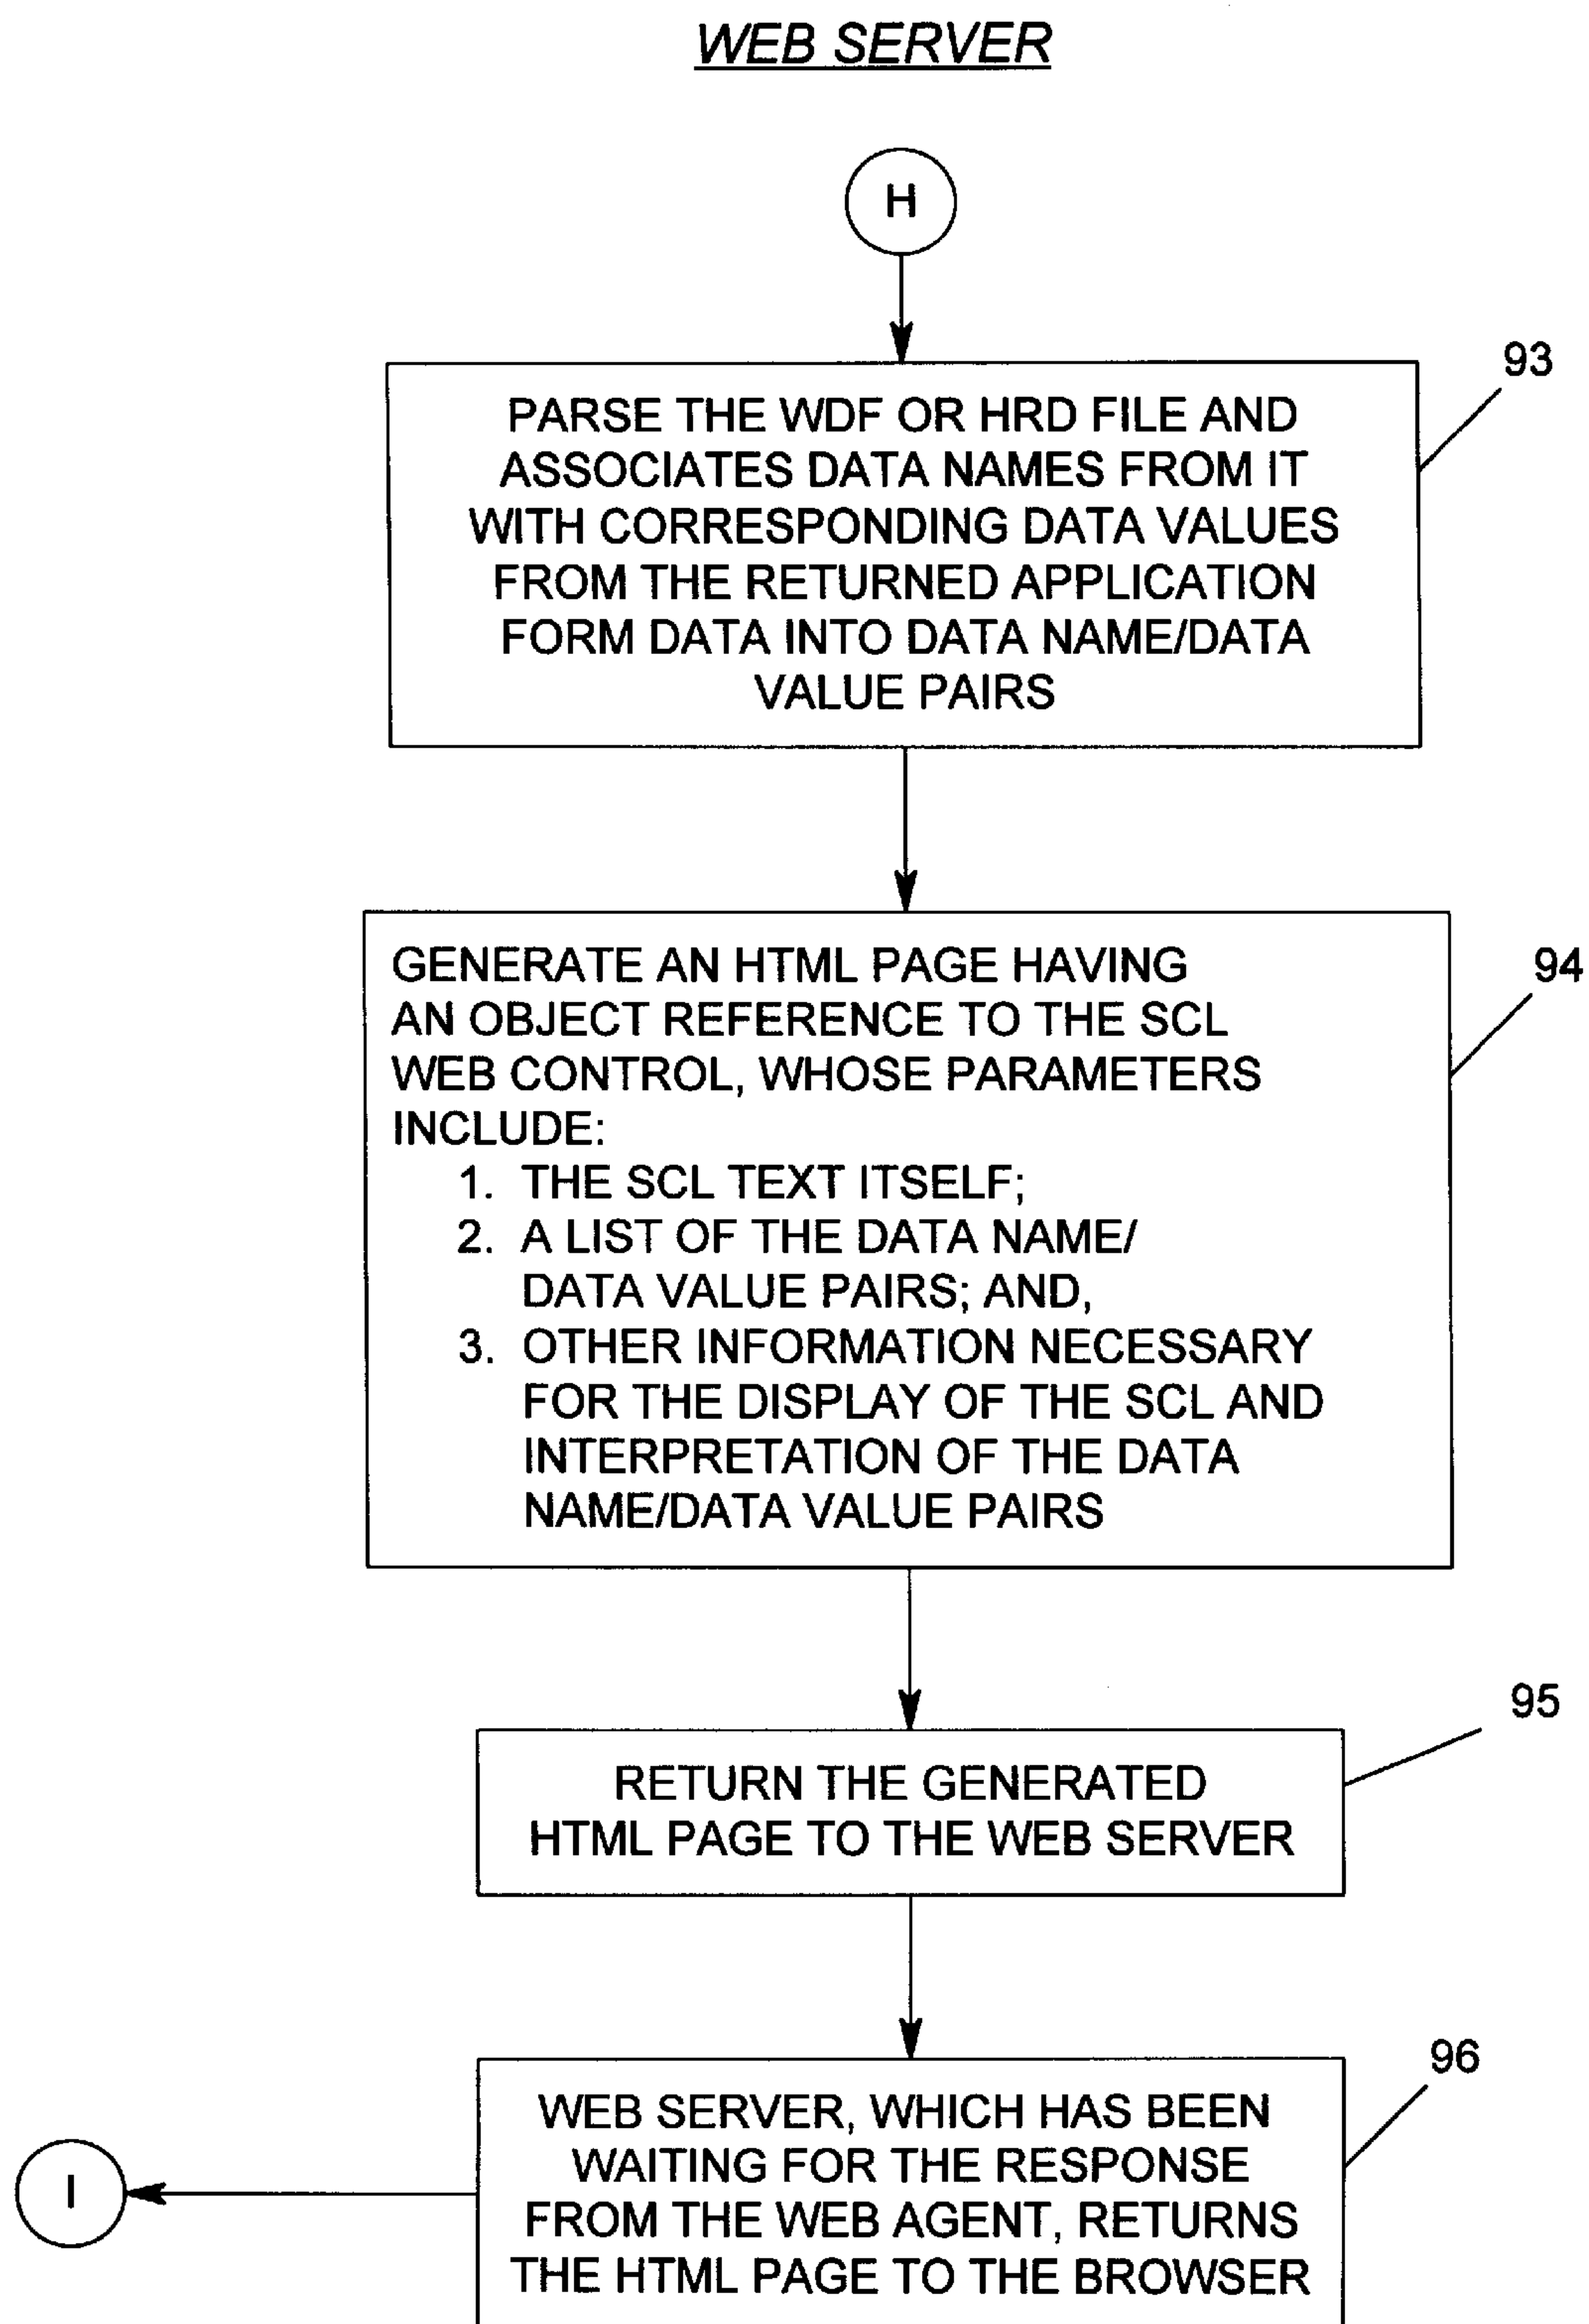 WEB SERVER
H
93
PARSE THE WDF OR HRD FILE AND
ASSOCIATES DATA NAMES FROM IT
WITH CORRESPONDING DATA VALUES
FROM THE RETURNED APPLICATION
FORM DATA INTO DATA NAME/DATA
VALUE PAIRS
94
GENERATE AN HTML PAGE HAVING
AN OBJECT REFERENCE TO THE SCL
WEB CONTROL, WHOSE PARAMETERS
INCLUDE:
1. THE SCL TEXT ITSELF;
2. A LIST OF THE DATA NAME/
DATA VALUE PAIRS; AND,
3. OTHER INFORMATION NECESSARY
FOR THE DISPLAY OF THE SCL AND
INTERPRETATION OF THE DATA
NAME/DATA VALUE PAIRS
95
RETURN THE GENERATED
HTML PAGE TO THE WEB SERVER
96
WEB SERVER, WHICH HAS BEEN
WAITING FOR THE RESPONSE
FROM THE WEB AGENT, RETURNS
THE HTML PAGE TO THE BROWSER
I